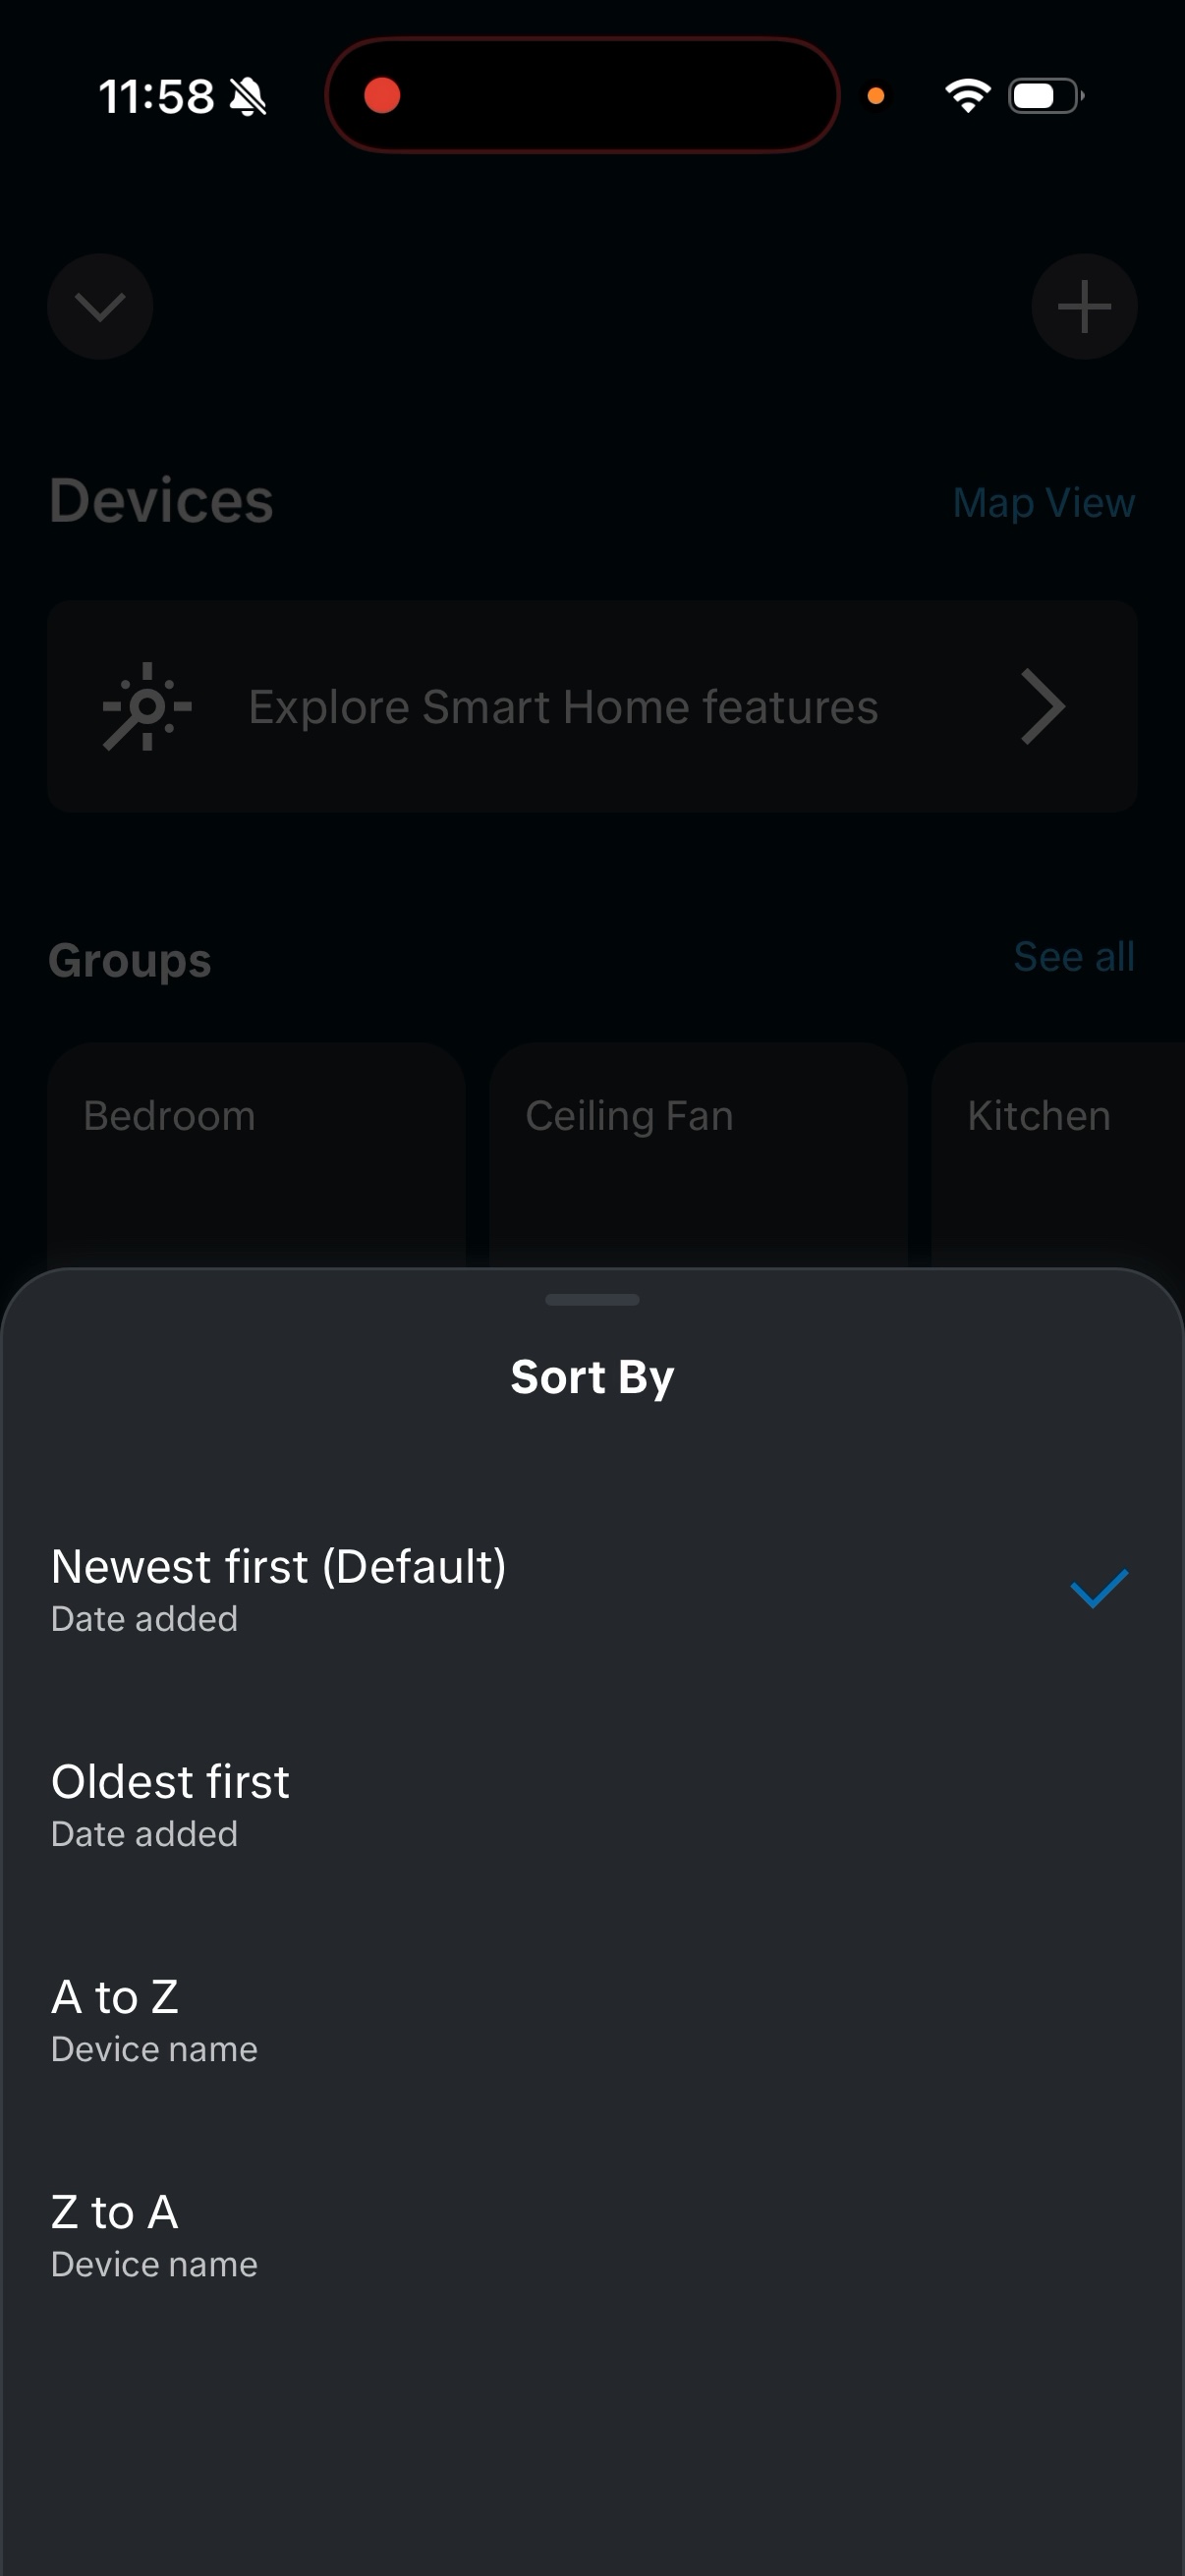 11:58
Devices
Map View
Explore Smart Home features
Groups
See all
Bedroom
Ceiling Fan
Kitchen
Sort By
Newest first (Default)
Date added
Oldest first
Date added
A to Z
Device name
Z to A
Device name